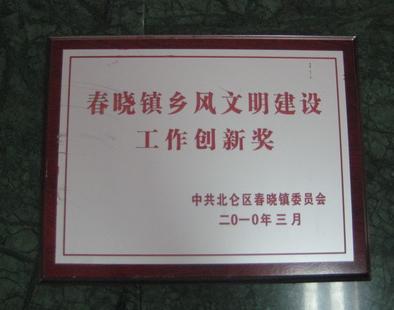 春晓镇乡风文明建设
工作创新奖
中共北仑区春晓镇委员会
二〇一〇年三月